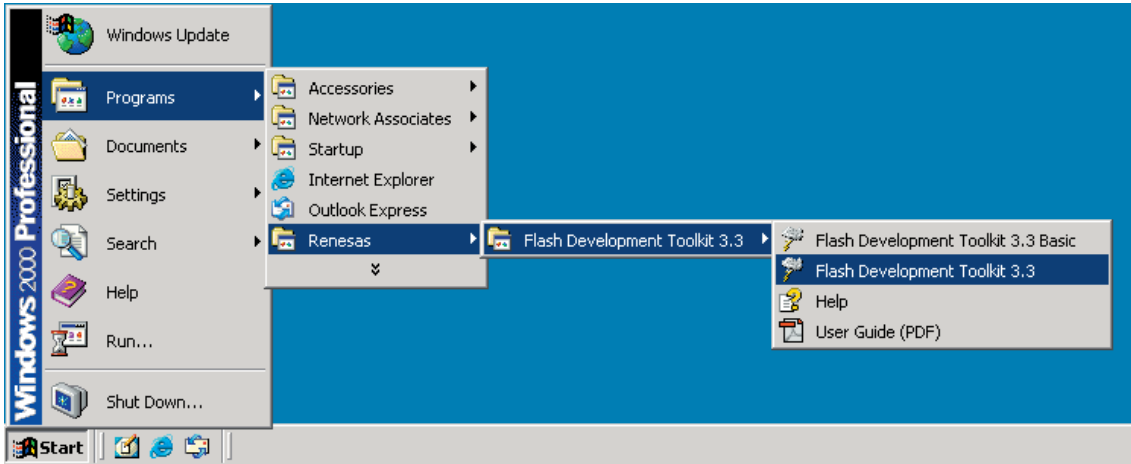 Windows 2000 Professional
Windows Update
Programs
Documents
Settings
Search
Help
Run...
Shut Down...
Accessories
Network Associates
Startup
Internet Explorer
Outlook Express
Renesas
Flash Development Toolkit 3.3
Flash Development Toolkit 3.3 Basic
Flash Development Toolkit 3.3
Help
User Guide (PDF)
Start